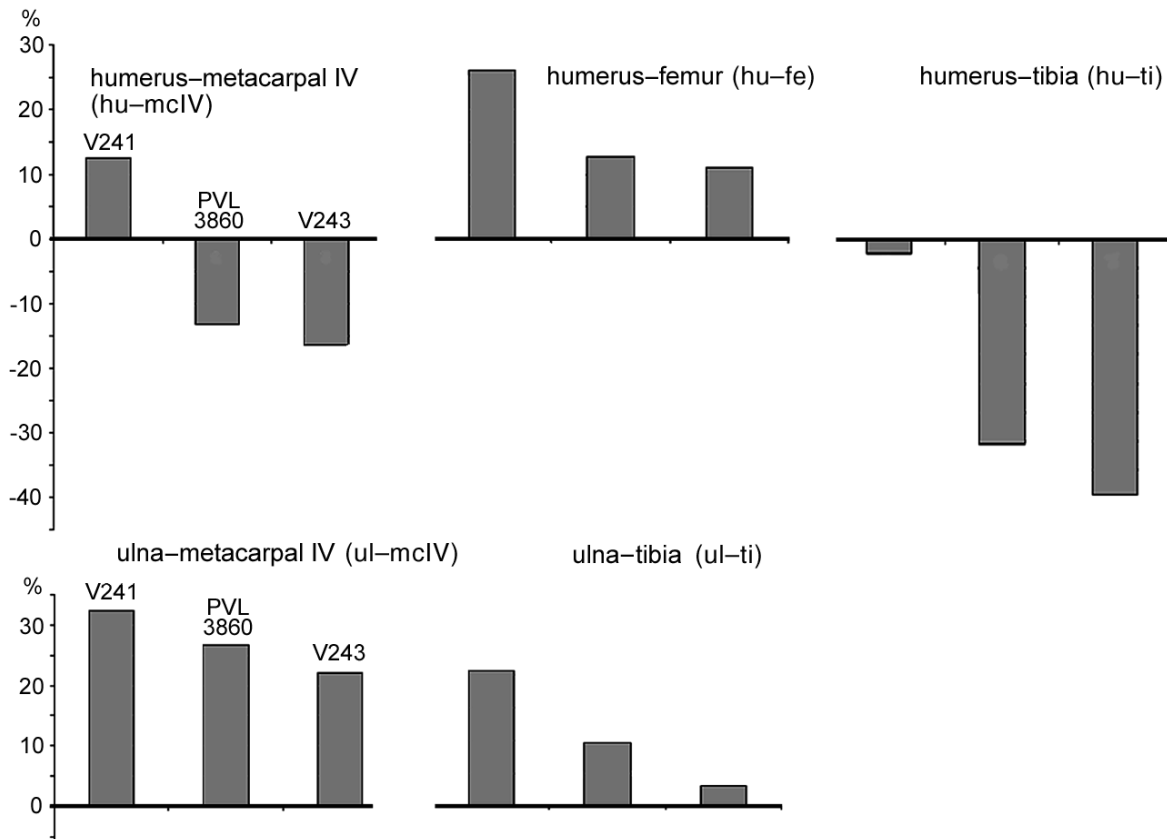 %
30
20
10
0
-10
-20
-30
-40
humerus–metacarpal IV
(hu–mcIV)
V241
PVL
3860
V243
humerus–femur (hu–fe)
humerus–tibia (hu–ti)
ulna–metacarpal IV (ul–mcIV)
ulna–tibia (ul–ti)
%
30
20
10
0
V241
PVL
3860
V243